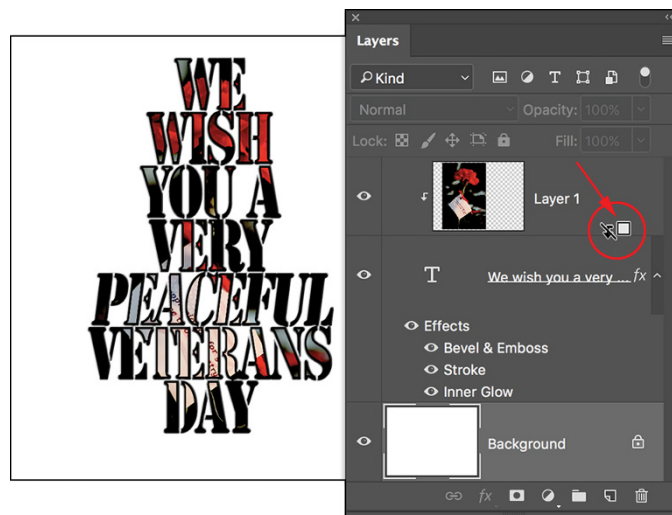 WE
WISH
YOU A
VERY
PEACEFUL
VETERANS
DAY
Layers
Kind
Normal Opacity: 100%
Lock: Fill: 100%
Layer 1
T We wish you a very ... fx
Effects
Bevel & Emboss
Stroke
Inner Glow
Background
fx